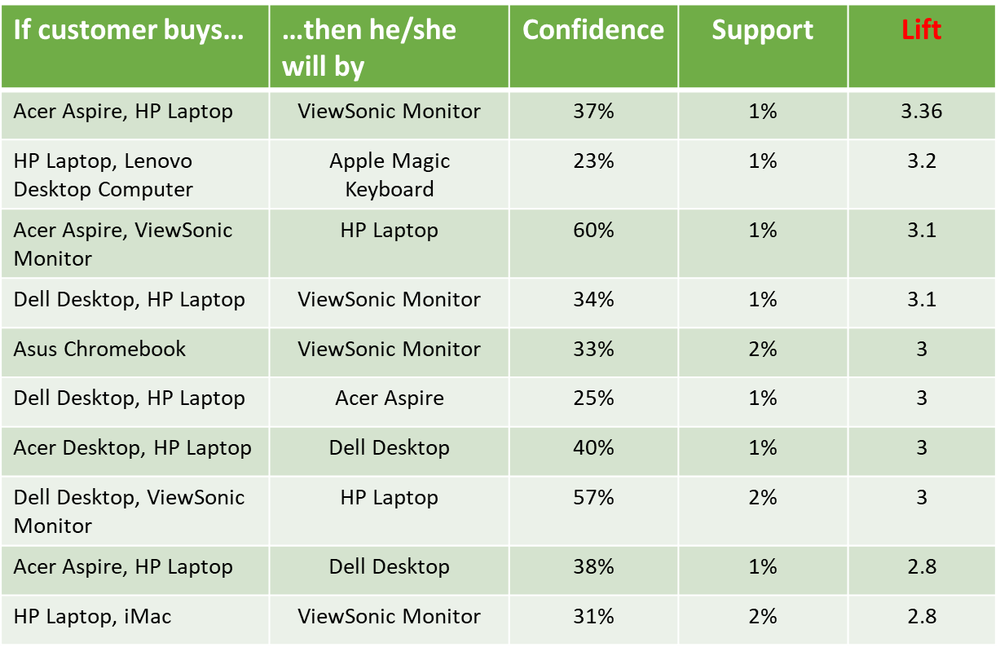 If customer buys… …then he/she Confidence Support Lift
will by
Acer Aspire, HP Laptop ViewSonic Monitor 37% 1% 3.36
HP Laptop, Lenovo Apple Magic 23% 1% 3.2
Desktop Computer Keyboard
Acer Aspire, ViewSonic HP Laptop 60% 1% 3.1
Monitor
Dell Desktop, HP Laptop ViewSonic Monitor 34% 1% 3.1
Asus Chromebook ViewSonic Monitor 33% 2% 3
Dell Desktop, HP Laptop Acer Aspire 25% 1% 3
Acer Desktop, HP Laptop Dell Desktop 40% 1% 3
Dell Desktop, ViewSonic HP Laptop 57% 2% 3
Monitor
Acer Aspire, HP Laptop Dell Desktop 38% 1% 2.8
HP Laptop, iMac ViewSonic Monitor 31% 2% 2.8